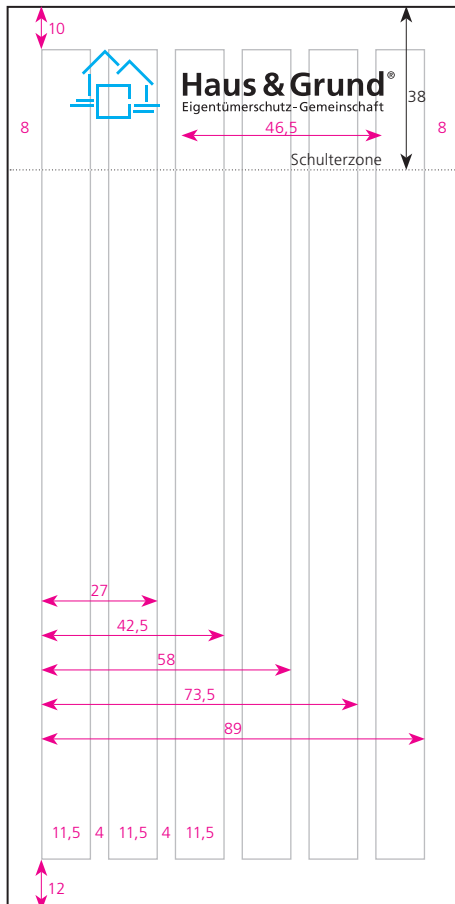 10
Haus & Grund®
Eigentümerschutz-Gemeinschaft
38
8
46,5
8
Schulterzone
27
42,5
58
73,5
89
11,5 4 11,5 4 11,5
12